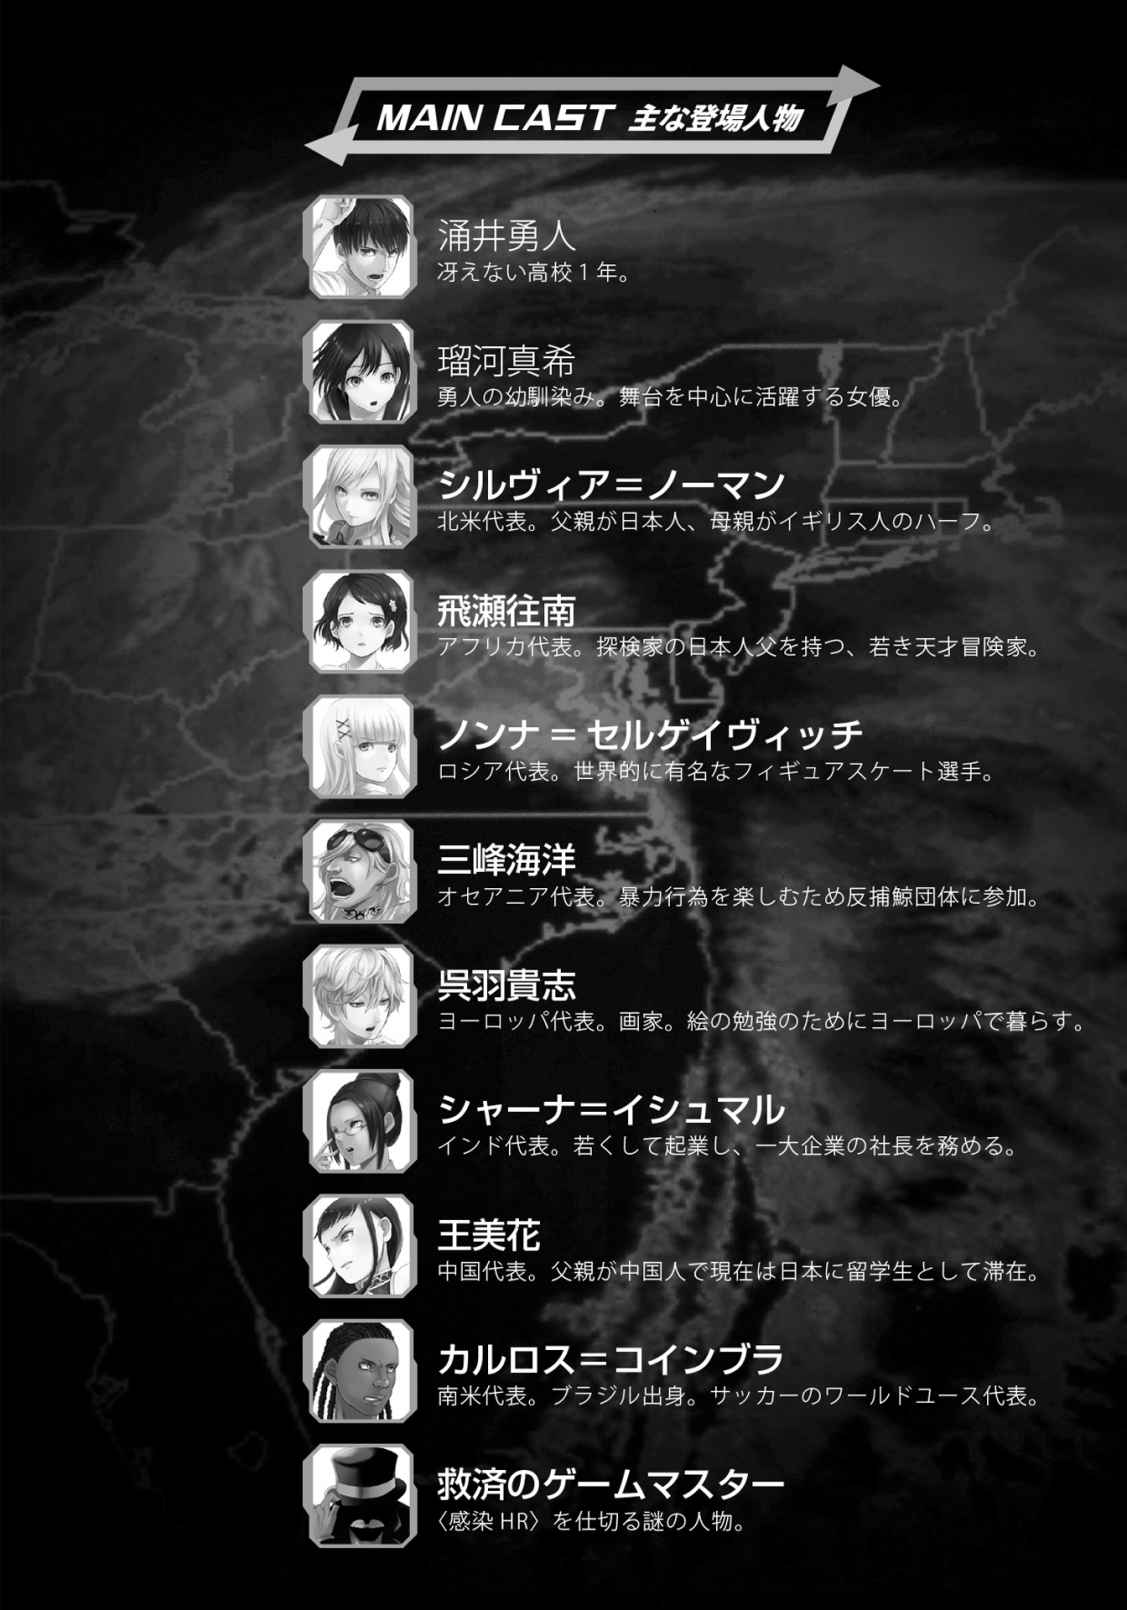 MAIN CAST 主な登場人物
涌井勇人
冴えない高校1年。
瑠河真希
勇人の幼馴染み。舞台を中心に活躍する女優。
シルヴィア＝ノーマン
北米代表。父親が日本人、母親がイギリス人のハーフ。
飛瀬往南
アフリカ代表。探検家の日本人父を持つ、若き天才冒険家。
ノンナ＝セルゲイヴィッチ
ロシア代表。世界的に有名なフィギュアスケート選手。
三峰海洋
オセアニア代表。暴力行為を楽しむため反捕鯨団体に参加。
呉羽貴志
ヨーロッパ代表。画家。絵の勉強のためにヨーロッパで暮らす。
シャーナ＝イシュマル
インド代表。若くして起業し、一大企業の社長を務める。
王美花
中国代表。父親が中国人で現在は日本に留学生として滞在。
カルロス＝コインブラ
南米代表。ブラジル出身。サッカーのワールドユース代表。
救済のゲームマスター
〈感染HR〉を仕切る謎の人物。